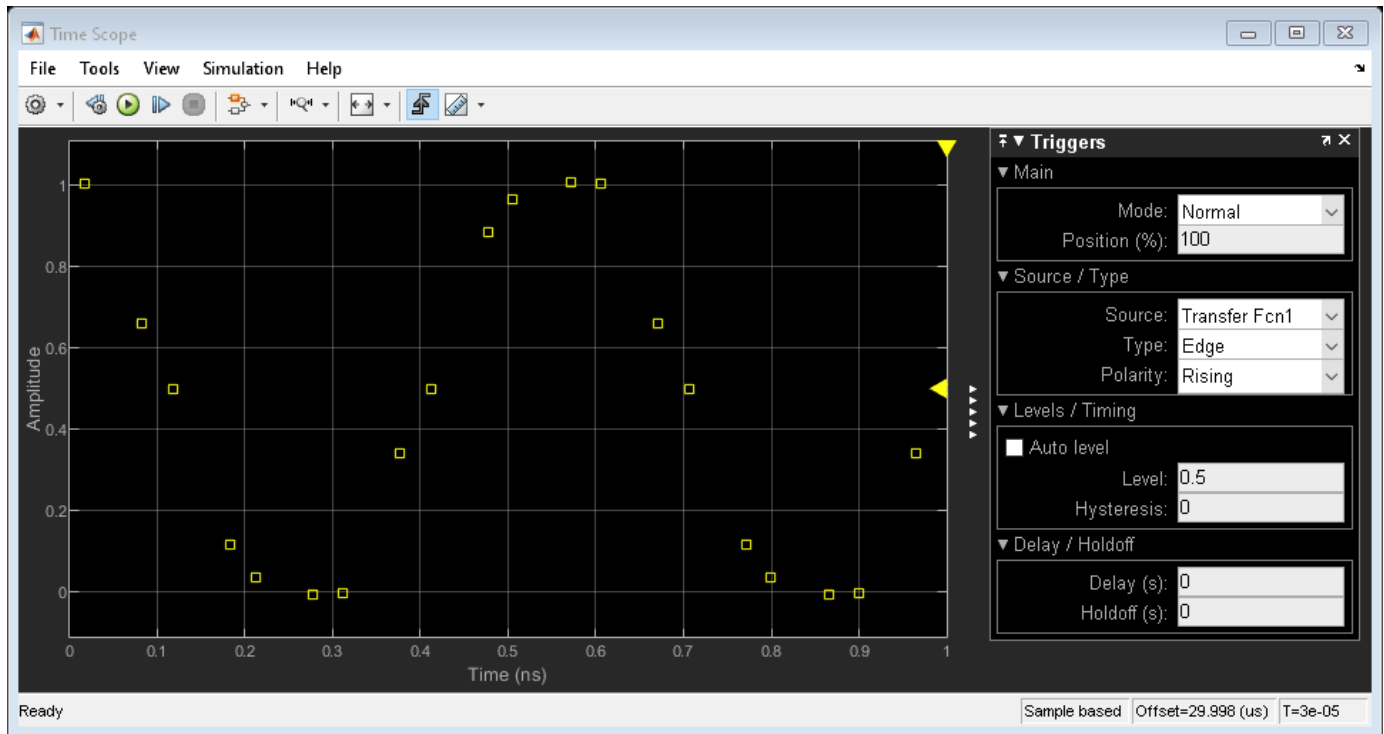 Time Scope
File Tools View Simulation Help
Triggers
Main
Mode: Normal
Position (%): 100
Source / Type
Source: Transfer Fcn1
Type: Edge
Polarity: Rising
Levels / Timing
Auto level
Level: 0.5
Hysteresis: 0
Delay / Holdoff
Delay (s): 0
Holdoff (s): 0
Amplitude
1
0.8
0.6
0.4
0.2
0
0 0.1 0.2 0.3 0.4 0.5 0.6 0.7 0.8 0.9 1
Time (ns)
Ready
Sample based Offset=29.998 (us) T=3e-05